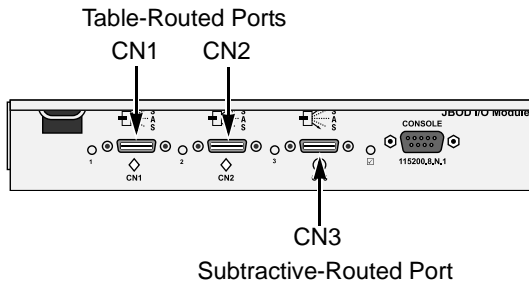 Table-Routed Ports
CN1 CN2
JBOD I/O Module
S A S
S A S
S A S
CONSOLE
1 2 3
115200,8,N,1
CN1 CN2
CN3
Subtractive-Routed Port